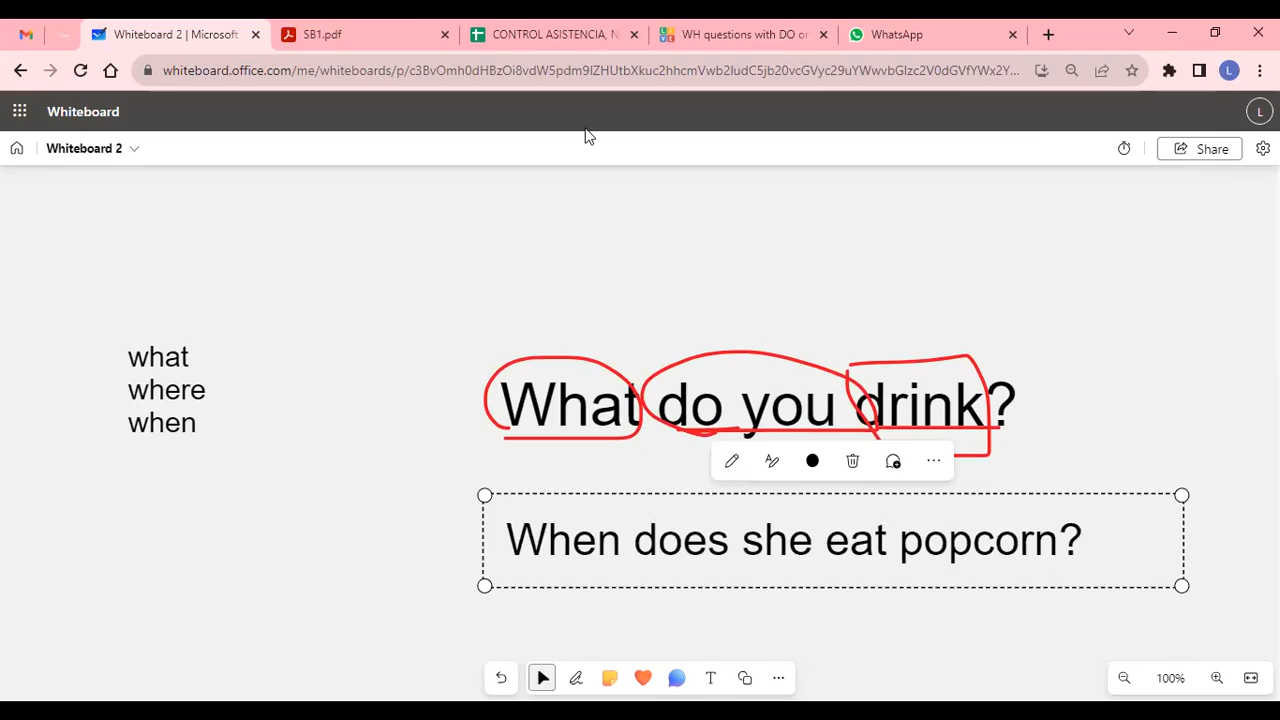 Whiteboard 2 | Microsoft
SB1.pdf
CONTROL ASISTENCIA, N
WH questions with DO or
WhatsApp
L
Whiteboard
L
Whiteboard 2
Share
what
where
when
What do you drink?
When does she eat popcorn?
T
100%